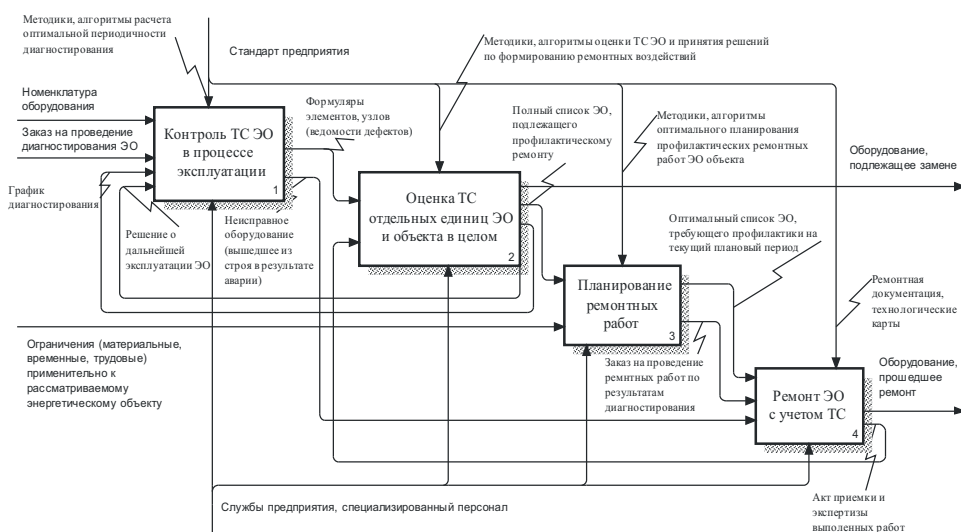 Методики, алгоритмы расчета
оптимальной периодичности
диагностирования
Стандарт предприятия
Методики, алгоритмы оценки ТС ЭО и принятия решений
по формированию ремонтных воздействий
Номенклатура
оборудования
Заказ на проведение
диагностирования ЭО
График
диагностирования
Контроль ТС ЭО
в процессе
эксплуатации
1
Формуляры
элементов, узлов
(ведомости дефектов)
Полный список ЭО,
подлежащего
профилактическому
ремонту
Методики, алгоритмы
оптимального планирования
профилактических ремонтных
работ ЭО объекта
Оборудование,
подлежащее замене
Решение о
дальнейшей
эксплуатации ЭО
Неисправное
оборудование
(вышедшее из
строя в результате
аварии)
Оценка ТС
отдельных единиц ЭО
и объекта в целом
2
Оптимальный список ЭО,
требующего профилактики на
текущий плановый период
Планирование
ремонтных
работ
3
Ремонтная
документация,
технологические
карты
Ограничения (материальные,
временные, трудовые)
применительно к
рассматриваемому
энергетическому объекту
Заказ на проведение
ремнтных работ по
результатам
диагностирования
Оборудование,
прошедшее
ремонт
Ремонт ЭО
с учетом ТС
4
Службы предприятия, специализированый персонал
Акт приемки и
экспертизы
выполенных работ